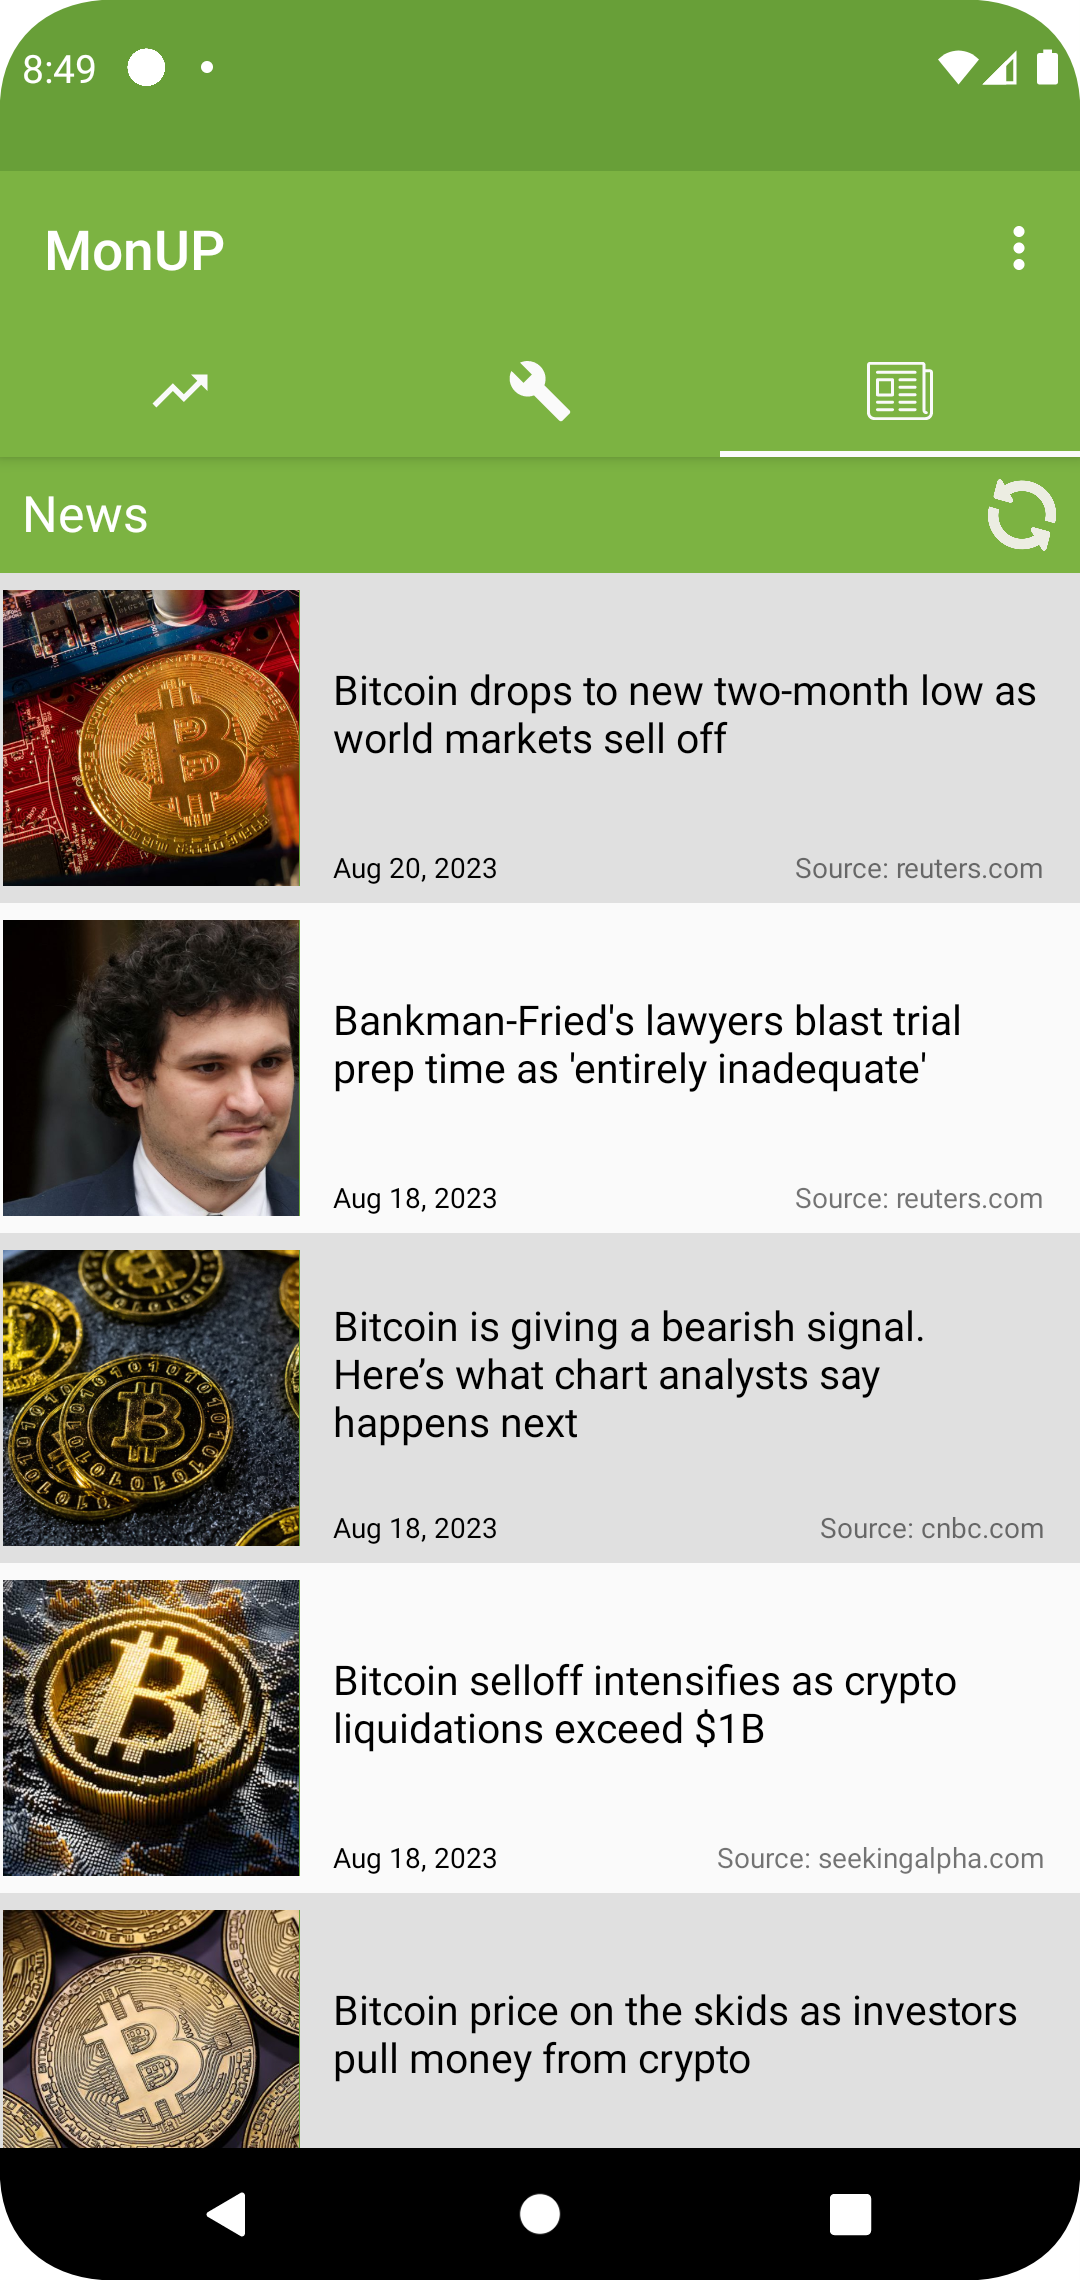 8:49
MonUP
News
Bitcoin drops to new two-month low as
world markets sell off
Aug 20, 2023
Source: reuters.com
Bankman-Fried's lawyers blast trial
prep time as 'entirely inadequate'
Aug 18, 2023
Source: reuters.com
Bitcoin is giving a bearish signal.
Here’s what chart analysts say
happens next
Aug 18, 2023
Source: cnbc.com
Bitcoin selloff intensifies as crypto
liquidations exceed $1B
Aug 18, 2023
Source: seekingalpha.com
Bitcoin price on the skids as investors
pull money from crypto